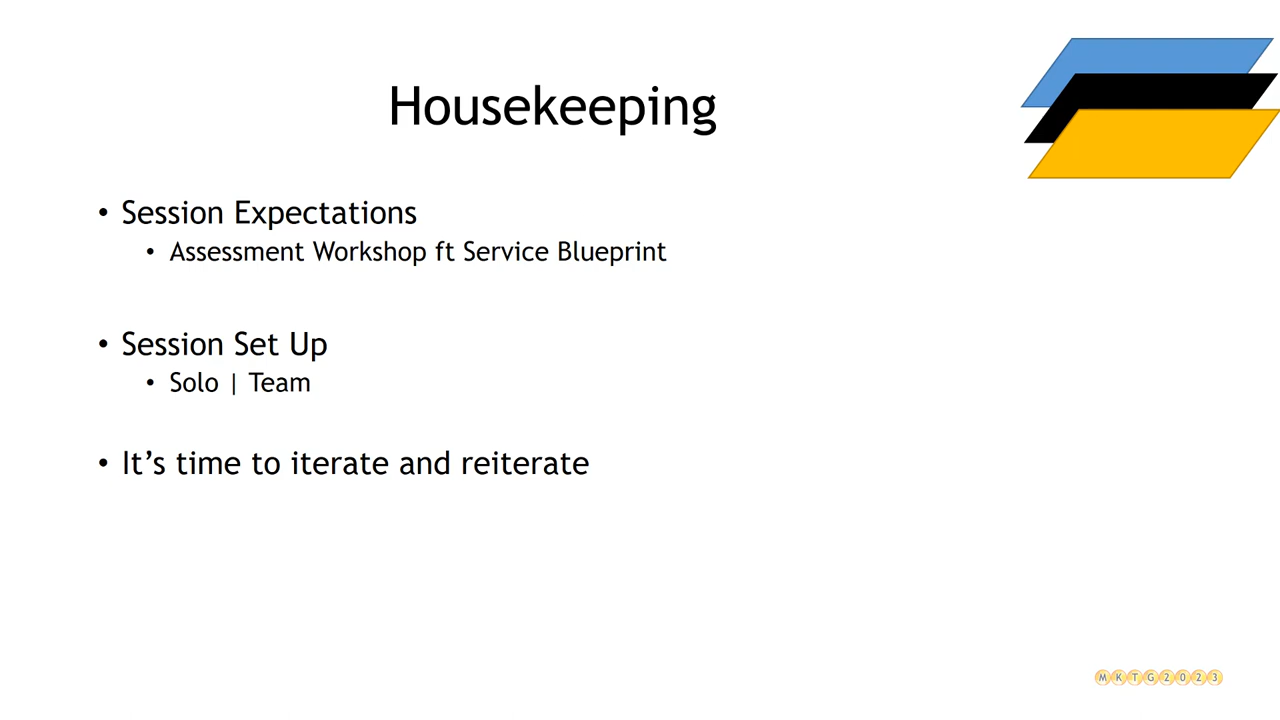 Housekeeping
• Session Expectations
• Assessment Workshop ft Service Blueprint
• Session Set Up
• Solo | Team
• It’s time to iterate and reiterate
MKTG2023